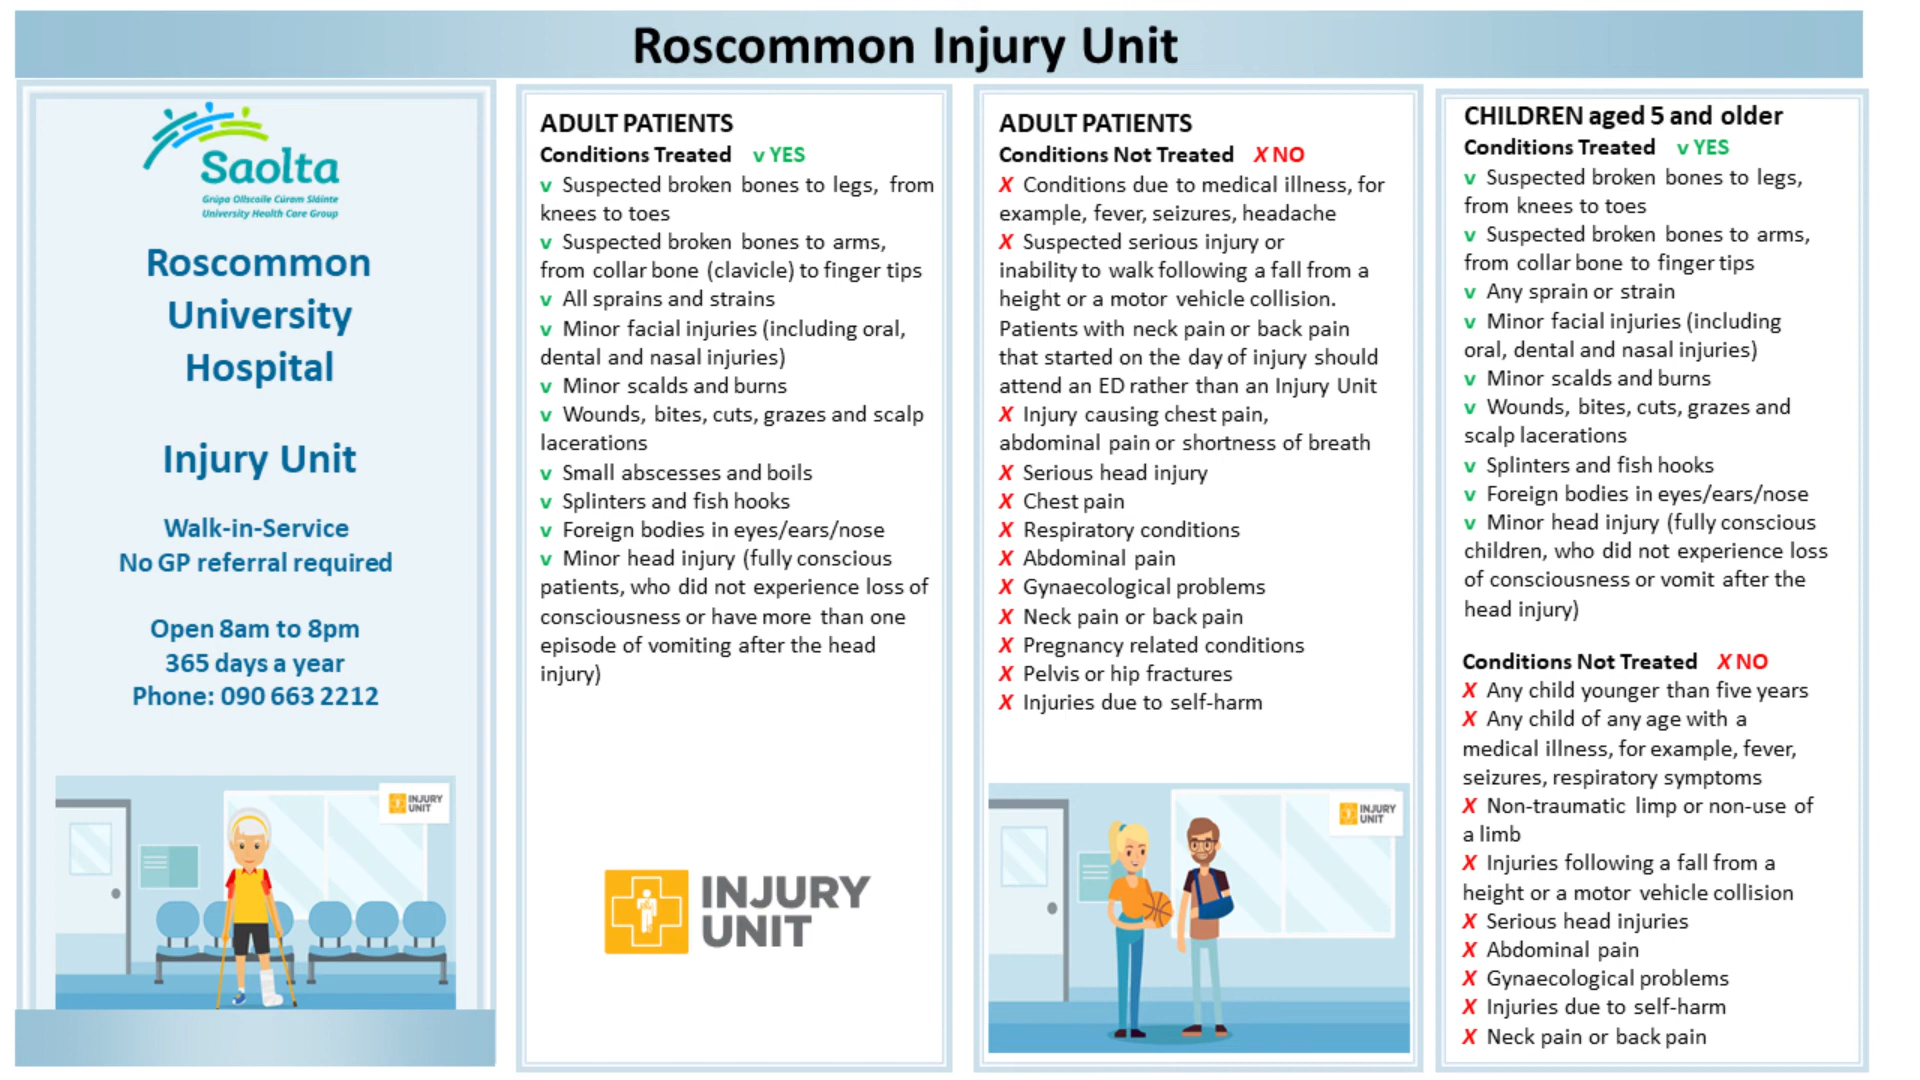 Roscommon Injury Unit
Saolta
Grúpa Ollscoile Cúram Sláinte
University Health Care Group
Roscommon
University
Hospital
Injury Unit
Walk-in-Service
No GP referral required
Open 8am to 8pm
365 days a year
Phone: 090 663 2212
INJURY
UNIT
ADULT PATIENTS
Conditions Treated v YES
v Suspected broken bones to legs, from
knees to toes
v Suspected broken bones to arms,
from collar bone (clavicle) to finger tips
v All sprains and strains
v Minor facial injuries (including oral,
dental and nasal injuries)
v Minor scalds and burns
v Wounds, bites, cuts, grazes and scalp
lacerations
v Small abscesses and boils
v Splinters and fish hooks
v Foreign bodies in eyes/ears/nose
v Minor head injury (fully conscious
patients, who did not experience loss of
consciousness or have more than one
episode of vomiting after the head
injury)
INJURY
UNIT
ADULT PATIENTS
Conditions Not Treated X NO
X Conditions due to medical illness, for
example, fever, seizures, headache
X Suspected serious injury or
inability to walk following a fall from a
height or a motor vehicle collision.
Patients with neck pain or back pain
that started on the day of injury should
attend an ED rather than an Injury Unit
X Injury causing chest pain,
abdominal pain or shortness of breath
X Serious head injury
X Chest pain
X Respiratory conditions
X Abdominal pain
X Gynaecological problems
X Neck pain or back pain
X Pregnancy related conditions
X Pelvis or hip fractures
X Injuries due to self-harm
INJURY
UNIT
CHILDREN aged 5 and older
Conditions Treated v YES
v Suspected broken bones to legs,
from knees to toes
v Suspected broken bones to arms,
from collar bone to finger tips
v Any sprain or strain
v Minor facial injuries (including
oral, dental and nasal injuries)
v Minor scalds and burns
v Wounds, bites, cuts, grazes and
scalp lacerations
v Splinters and fish hooks
v Foreign bodies in eyes/ears/nose
v Minor head injury (fully conscious
children, who did not experience loss
of consciousness or vomit after the
head injury)
Conditions Not Treated X NO
X Any child younger than five years
X Any child of any age with a
medical illness, for example, fever,
seizures, respiratory symptoms
X Non-traumatic limp or non-use of
a limb
X Injuries following a fall from a
height or a motor vehicle collision
X Serious head injuries
X Abdominal pain
X Gynaecological problems
X Injuries due to self-harm
X Neck pain or back pain